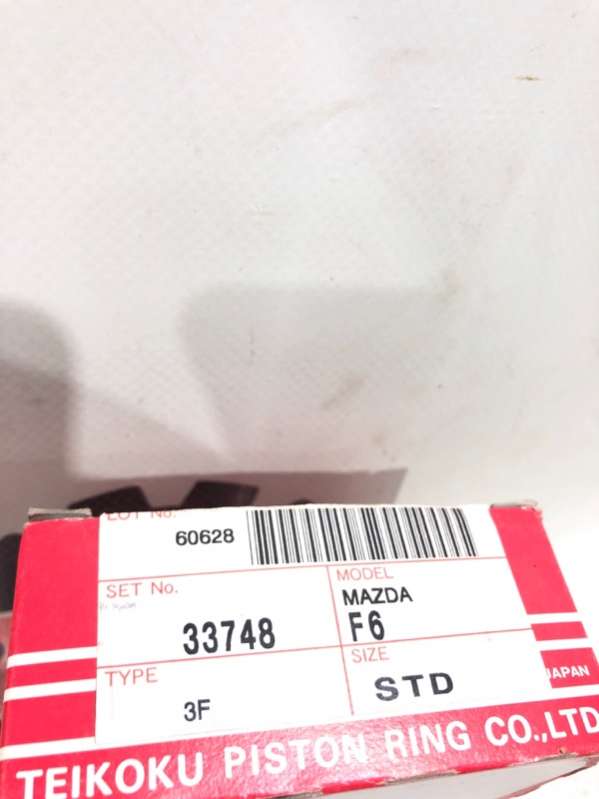 LOT No.
60628
SET No.
33748
MODEL
MAZDA
F6
TYPE
3F
SIZE
STD
JAPAN
TEIKOKU PISTON RING CO.,LTD